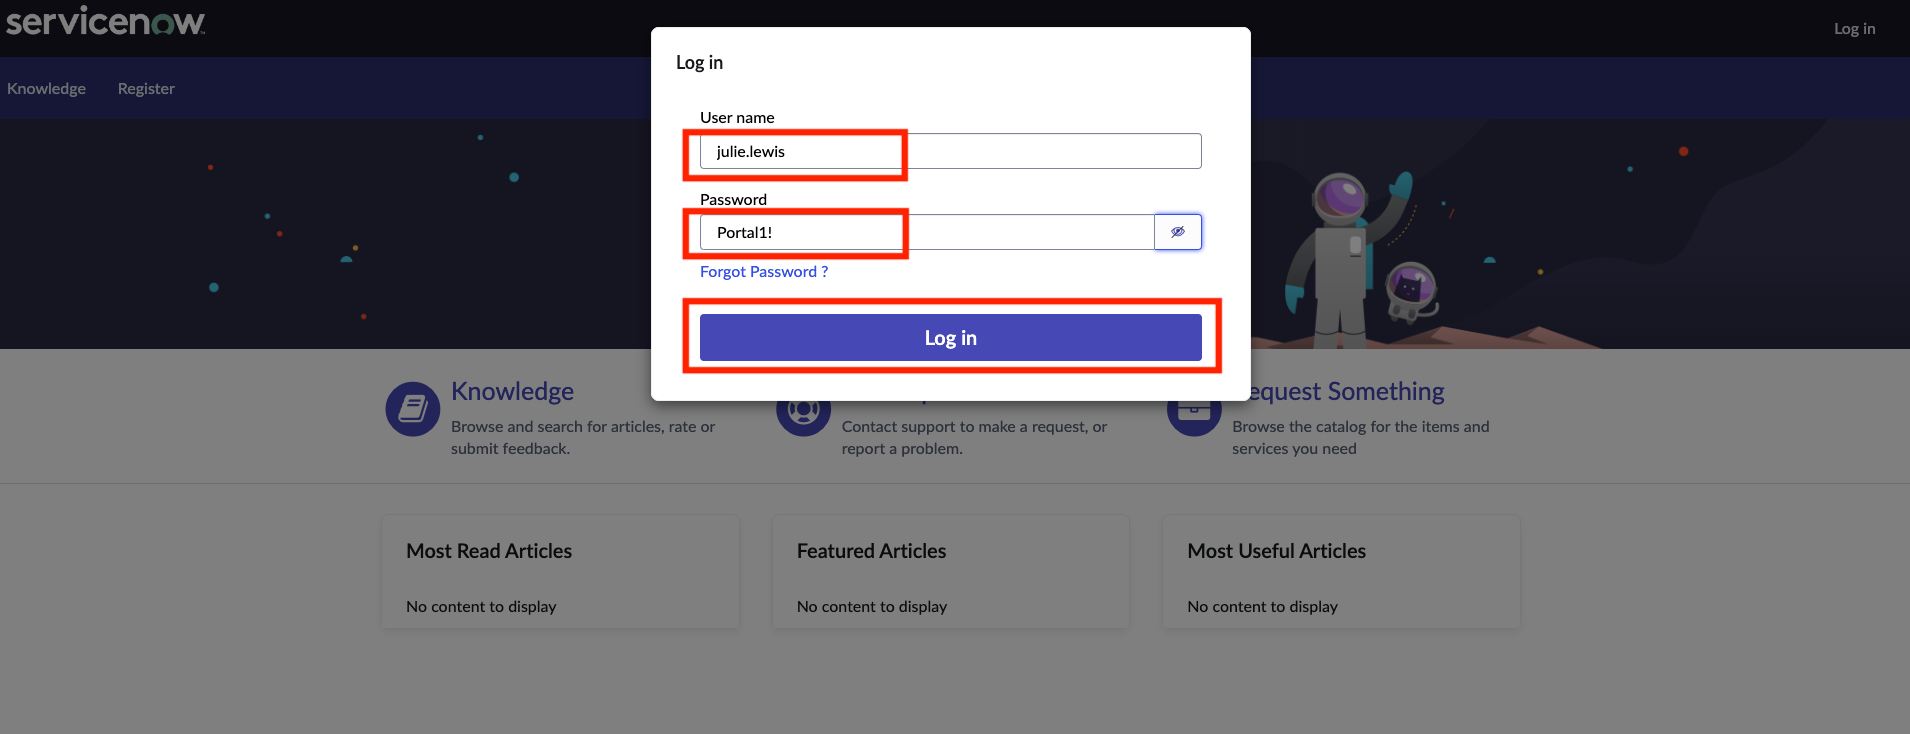 servicenow
Log in
Knowledge
Register
Log in
User name
julie.lewis
Password
Portal1!
Forgot Password ?
Log in
Knowledge
Browse and search for articles, rate or
submit feedback.
Contact support to make a request, or
report a problem.
equest Something
Browse the catalog for the items and
services you need
Most Read Articles
No content to display
Featured Articles
No content to display
Most Useful Articles
No content to display